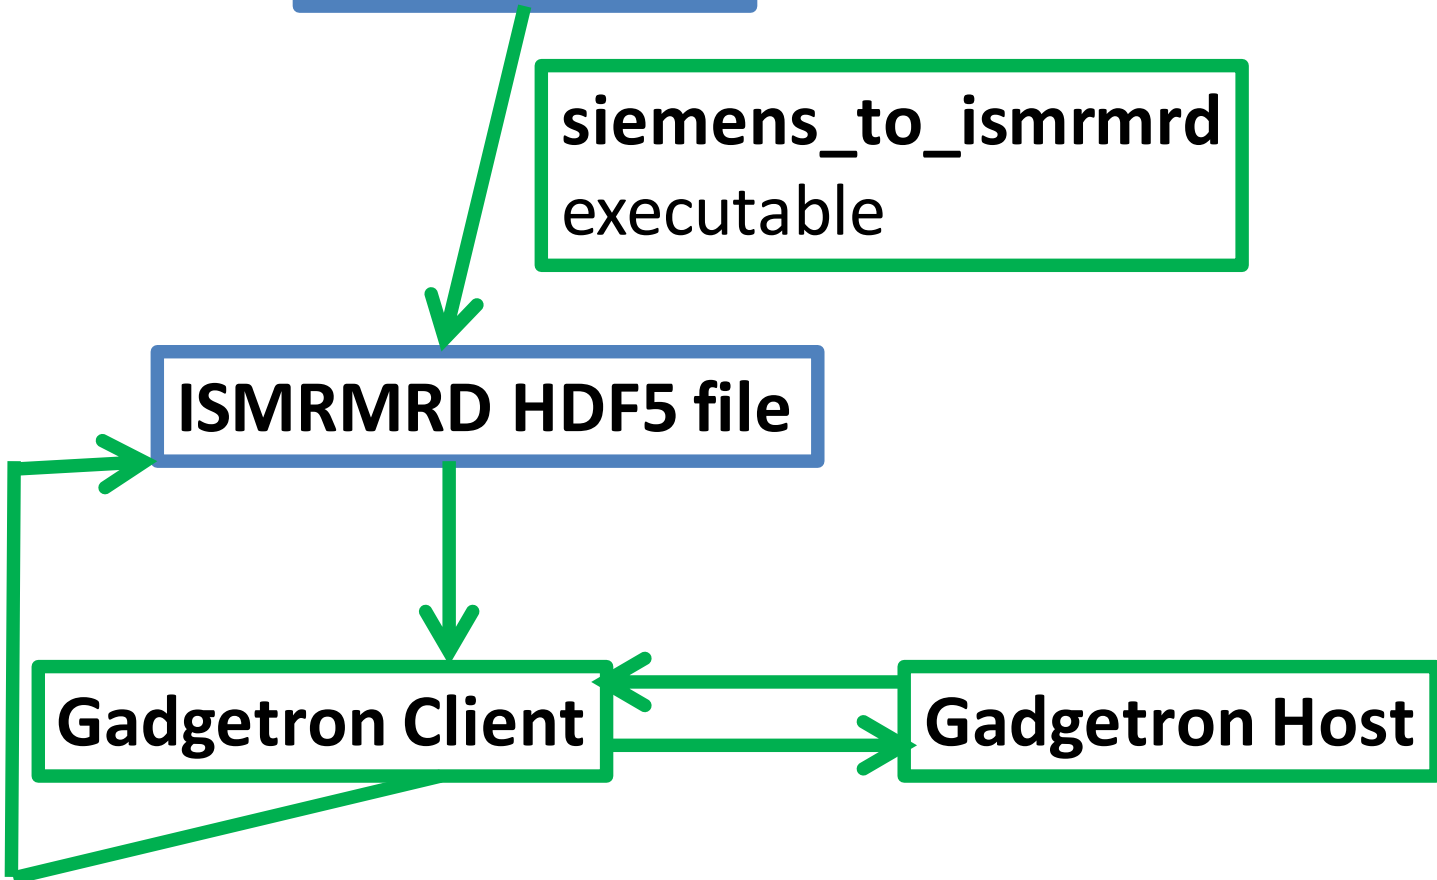 siemens_to_ismrmrd
executable
ISMRMRD HDF5 file
Gadgetron Client
Gadgetron Host